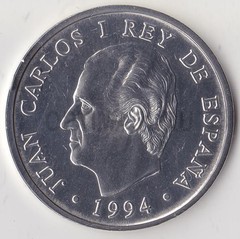 JUAN CARLOS I REY DE ESPAÑA
· 1994 ·